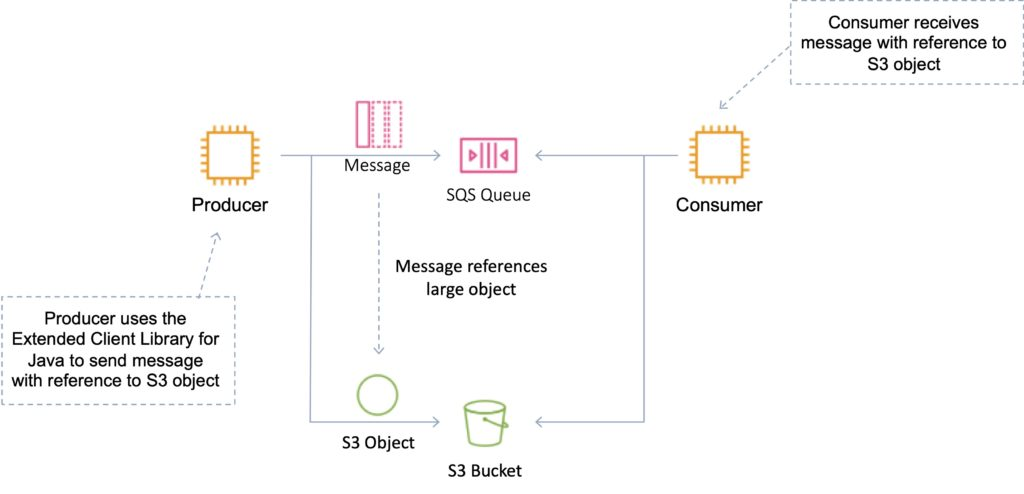 Consumer receives
message with reference to
S3 object
Message
SQS Queue
Producer
Consumer
Message references
large object
Producer uses the
Extended Client Library for
Java to send message
with reference to S3 object
S3 Object
S3 Bucket